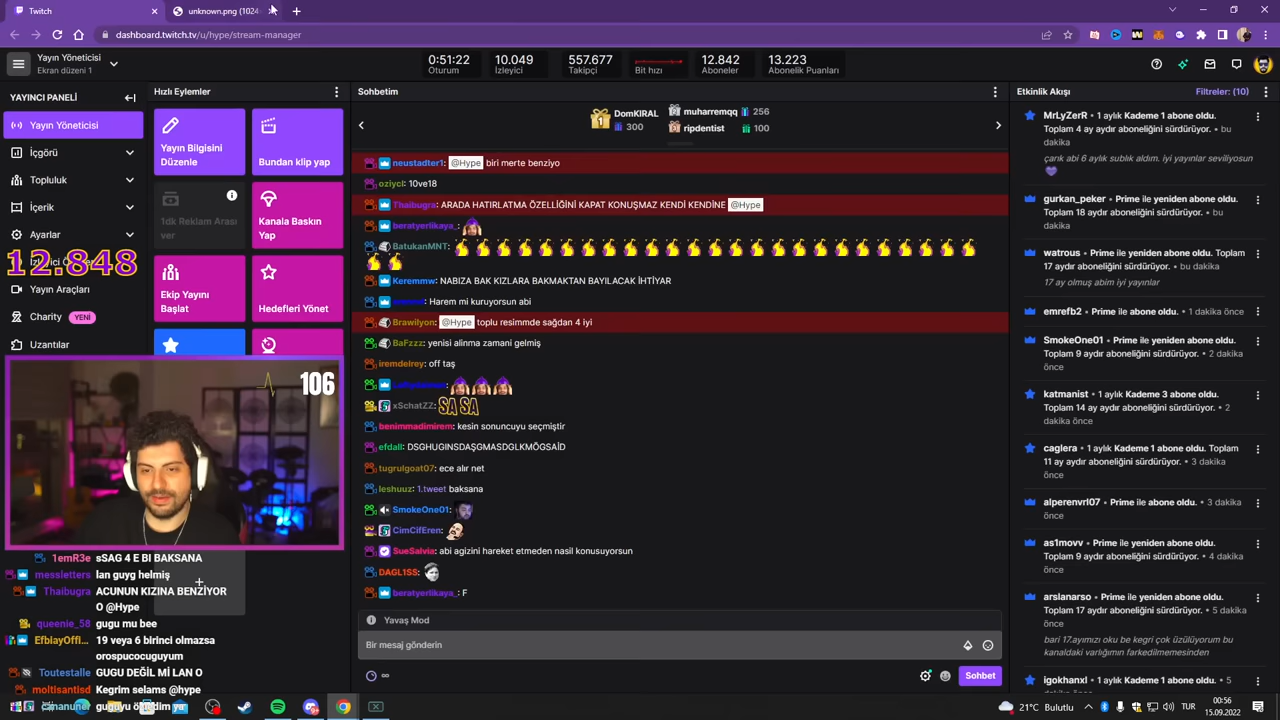 Twitch
unknown.png (1024
dashboard.twitch.tv/u/hype/stream-manager
Yayın Yöneticisi
Ekran düzeni 1
0:51:22
Oturum
10.049
İzleyici
557.677
Takipçi
Bit hızı
12.842
Aboneler
13.223
Abonelik Puanları
YAYINCI PANELİ
Yayın Yöneticisi
İçgörü
Topluluk
İçerik
Ayarlar
12.848
Yayın Araçları
Charity YENİ
Uzantılar
Hızlı Eylemler
Yayın Bilgisini Düzenle
Bundan klip yap
1dk Reklam Arası ver
Kanala Baskın Yap
Ekip Yayını Başlat
Hedefleri Yönet
106
1emR3e sSAG 4 E BI BAKSANA
messletters lan guyg helmiş
Thaibugra ACUNUN KIZINA BENZİYOR
O @Hype
queenie_58 gugu mu bee
EfblayOffl... 19 veya 6 birinci olmazsa
orospucocuguyum
Toutestalle GUGU DEĞİL Mİ LAN O
moltisantisd Kegrim selams @hype
Sohbetim
1 DomKIRAL
300
2 muharremqq 256
3 ripdentist 100
neustadter1: @Hype biri merte benziyo
oziycl: 10ve18
Thaibugra: ARADA HATIRLATMA ÖZELLİĞİNİ KAPAT KONUŞMAZ KENDİ KENDİNE @Hype
beratyerlikaya_:
BatukanMNT:
Keremmw: NABIZA BAK KIZLARA BAKMAKTAN BAYILACAK İHTİYAR
Harem mi kuruyorsun abi
Brawilyon: @Hype toplu resimmde sağdan 4 iyi
BaFzzz: yenisi alinma zamani gelmiş
iremdelrey: off taş
xSchatZZ: SA SA
benimmadimirem: kesin sonuncuyu seçmiştir
efdall: DSGHUGINSDAŞGMASDGLKMÖGSAİD
tugrulgoat07: ece alır net
leshuuz: 1.tweet baksana
SmokeOne01:
CimCifEren:
SueSalvia: abi agizini hareket etmeden nasil konusuyorsun
DAGL1SS:
beratyerlikaya_: F
Yavaş Mod
Bir mesaj gönderin
Sohbet
Etkinlik Akışı
Filtreler: (10)
MrLyZerR • 1 aylık Kademe 1 abone oldu.
Toplam 4 ay aydır aboneliğini sürdürüyor. • bu
dakika
çarık abi 6 aylık sublık aldım. iyi yayınlar seviliyosun
gurkan_peker • Prime ile yeniden abone oldu.
Toplam 18 aydır aboneliğini sürdürüyor. • bu
dakika
watrous • Prime ile yeniden abone oldu. Toplam
17 aydır aboneliğini sürdürüyor. • bu dakika
17 ay olmuş abim iyi yayınlar
emrefb2 • Prime ile abone oldu. • 1 dakika önce
SmokeOne01 • Prime ile yeniden abone oldu.
Toplam 9 aydır aboneliğini sürdürüyor. • 2 dakika
önce
katmanist • 1 aylık Kademe 3 abone oldu.
Toplam 14 ay aydır aboneliğini sürdürüyor. • 2
dakika önce
caglera • 1 aylık Kademe 1 abone oldu. Toplam
11 ay aydır aboneliğini sürdürüyor. • 3 dakika
önce
alperenvrl07 • Prime ile abone oldu. • 3 dakika
önce
as1movv • Prime ile yeniden abone oldu.
Toplam 9 aydır aboneliğini sürdürüyor. • 4 dakika
önce
arslanarso • Prime ile yeniden abone oldu.
Toplam 17 aydır aboneliğini sürdürüyor. • 5 dakika
önce
bari 17.ayımızı oku be kegri çok üzülüyorum bu
kanaldaki varlığımın farkedilmemesinden
igokhanxl • 1 aylık Kademe 1 abone oldu.
21°C Bulutlu
TUR
00:56
15.09.2022